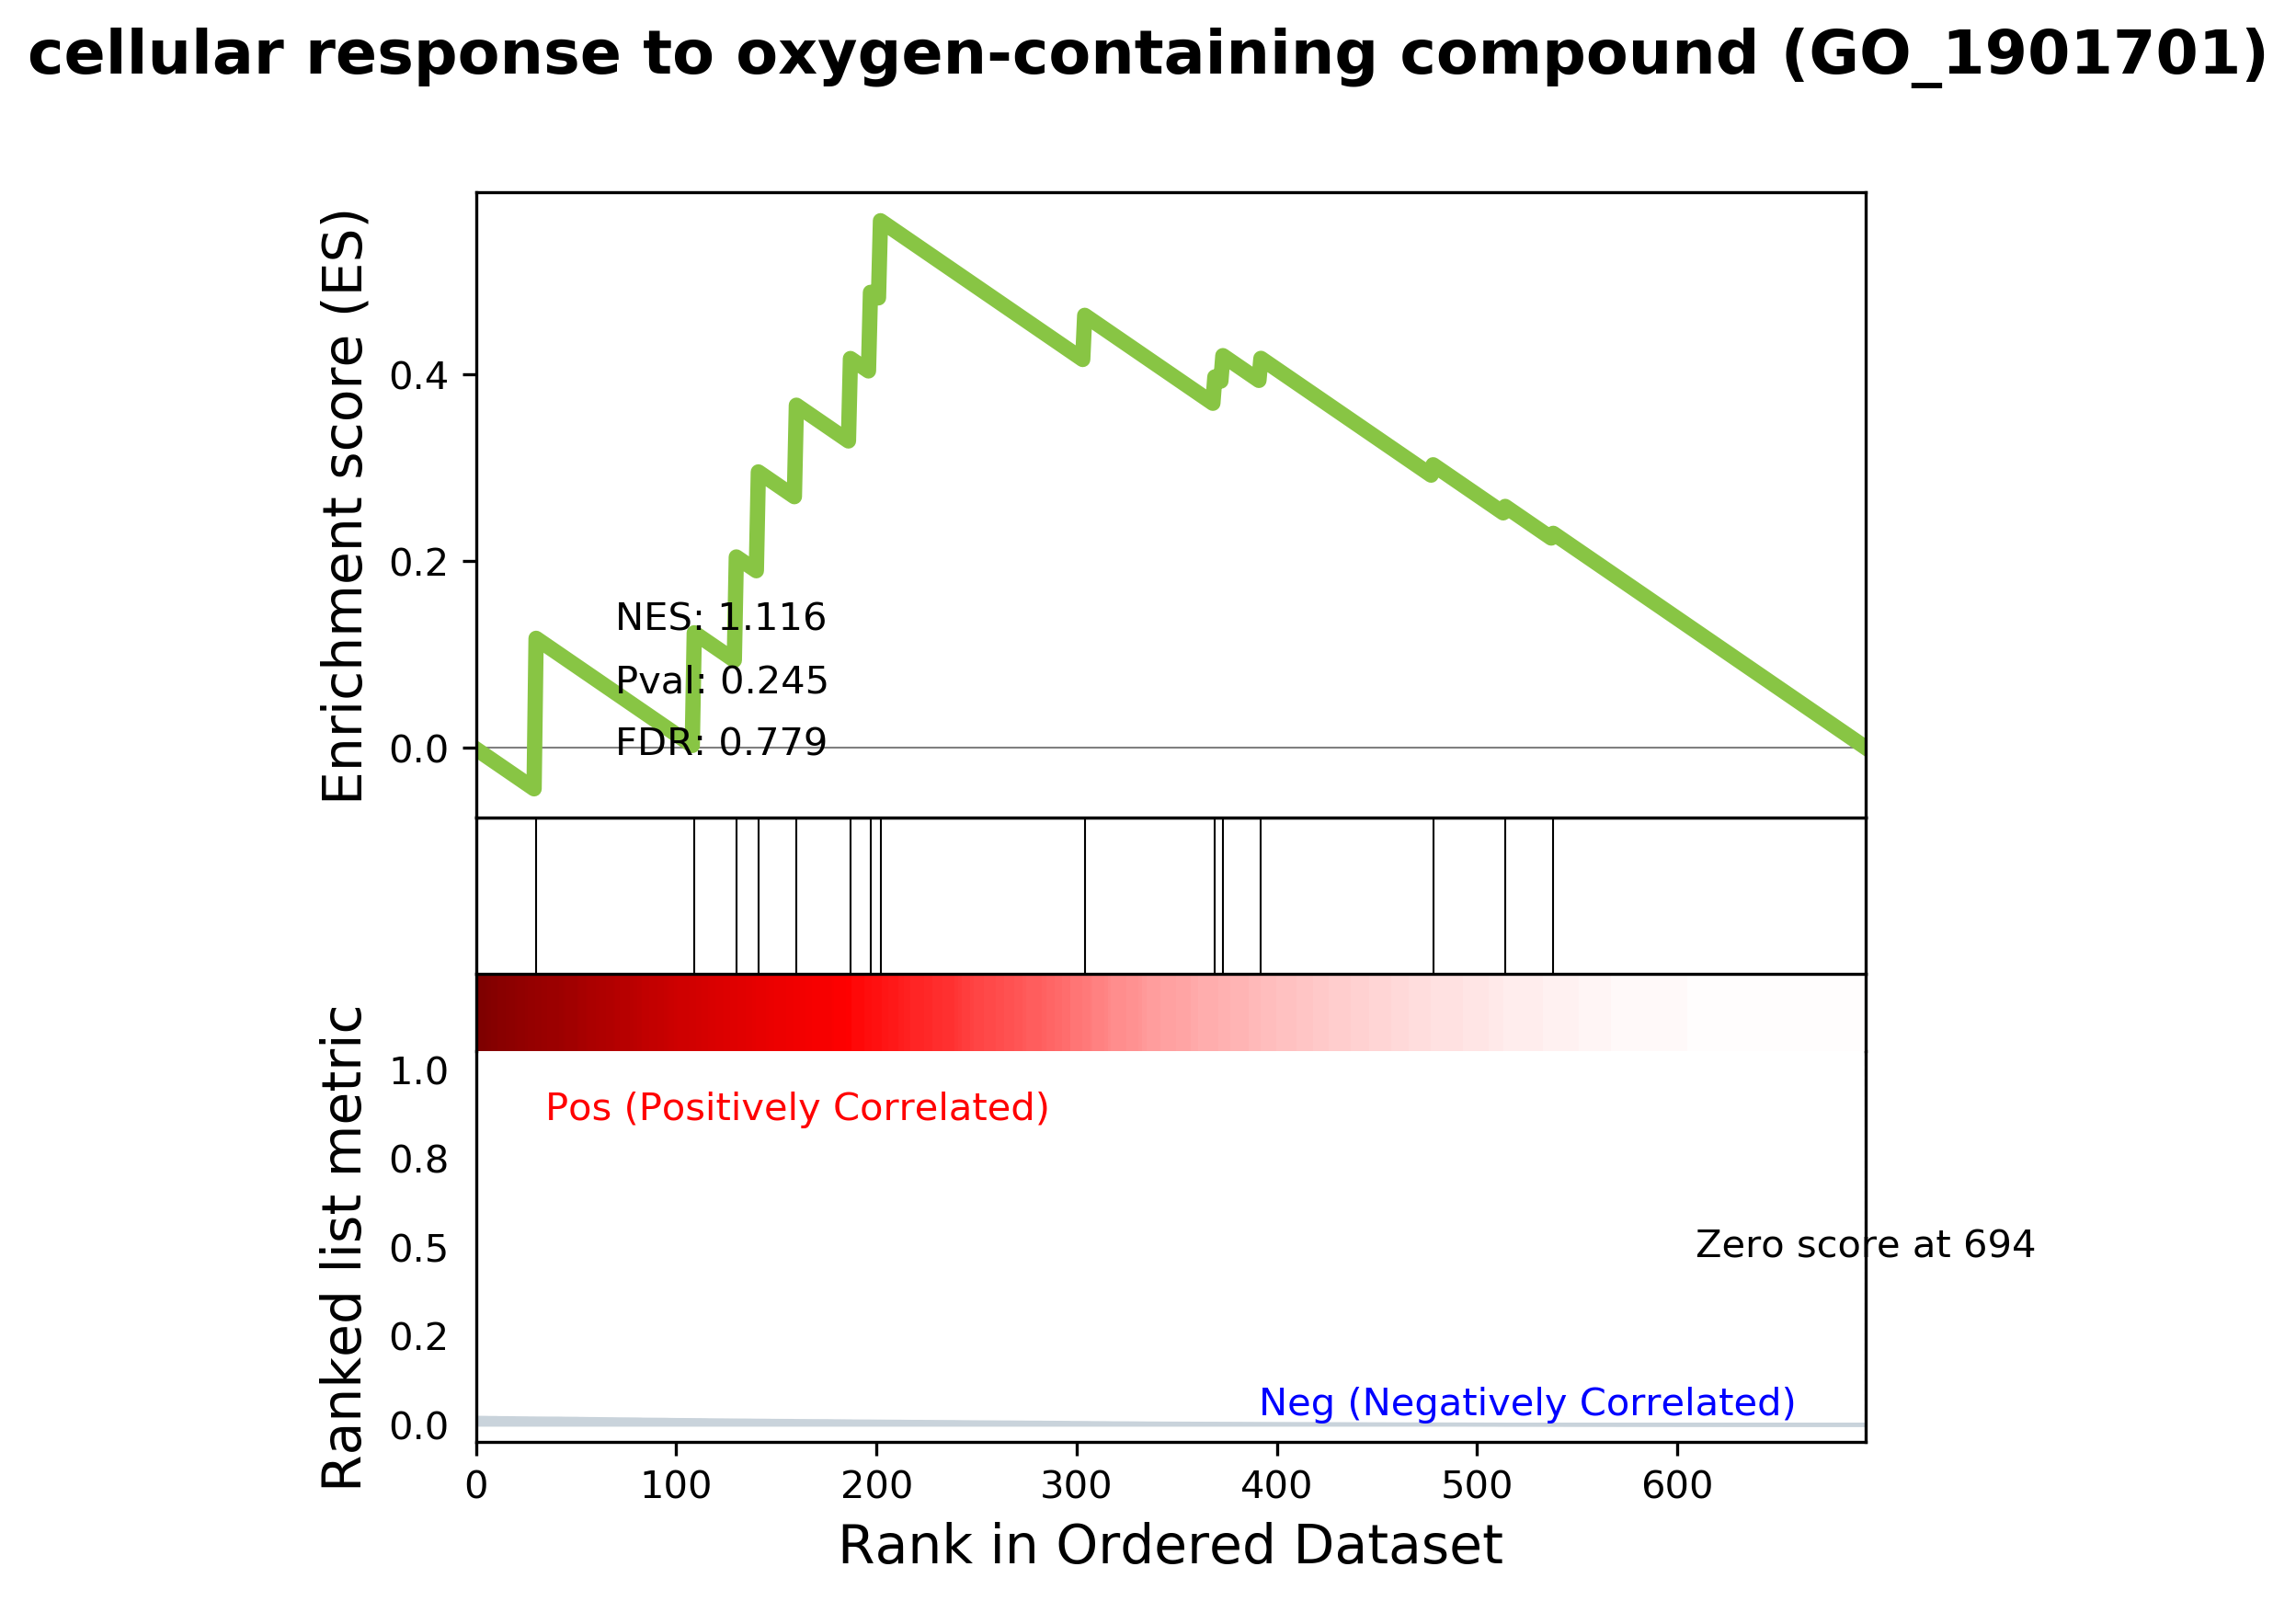 cellular response to oxygen-containing compound (GO_1901701)
Enrichment score (ES)
0.4
0.2
0.0
NES: 1.116
Pval: 0.245
FDR: 0.779
Ranked list metric
1.0
0.8
0.5
0.2
0.0
Pos (Positively Correlated)
Zero score at 694
Neg (Negatively Correlated)
0 100 200 300 400 500 600
Rank in Ordered Dataset